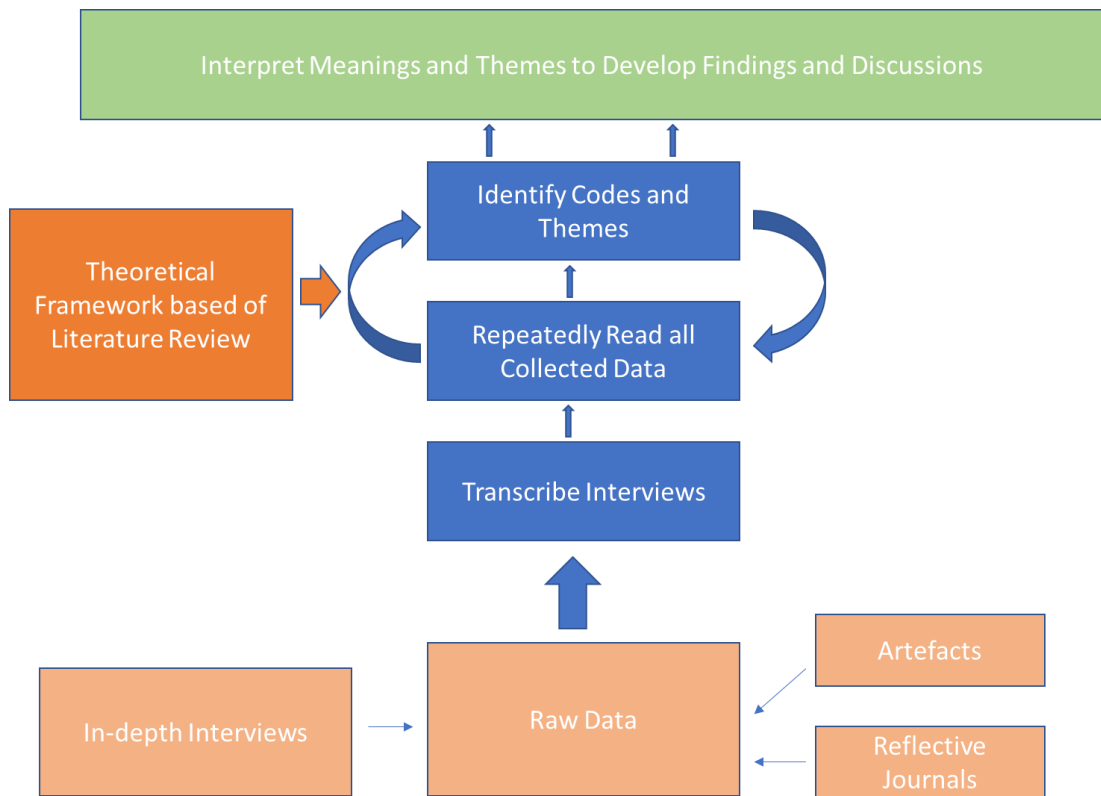 Interpret Meanings and Themes to Develop Findings and Discussions
Identify Codes and
Themes
Theoretical
Framework based of
Literature Review
Repeatedly Read all
Collected Data
Transcribe Interviews
Artefacts
In-depth Interviews
Raw Data
Reflective
Journals